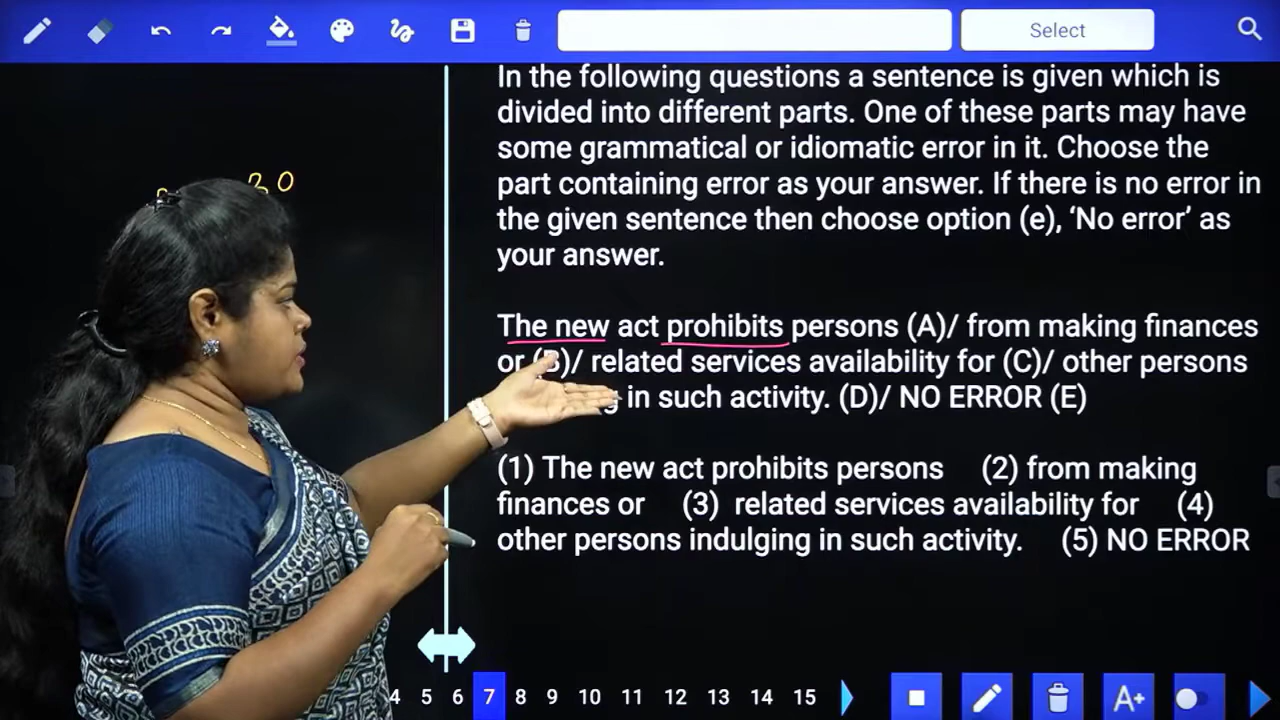 Select
In the following questions a sentence is given which is
divided into different parts. One of these parts may have
some grammatical or idiomatic error in it. Choose the
part containing error as your answer. If there is no error in
the given sentence then choose option (e), ‘No error’ as
your answer.
The new act prohibits persons (A)/ from making finances
or (B)/ related services availability for (C)/ other persons
in such activity. (D)/ NO ERROR (E)
(1) The new act prohibits persons (2) from making
finances or (3) related services availability for (4)
other persons indulging in such activity. (5) NO ERROR
4 5 6 7 8 9 10 11 12 13 14 15
A+